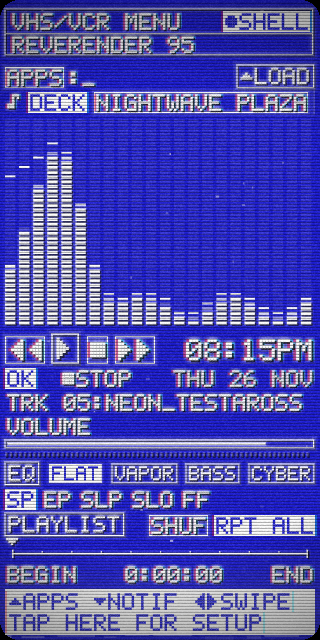 VHS/VCR MENU ●SHELL
REVERENDER 95
APPS:_ ▲LOAD
♪ DECK NIGHTWAVE PLAZA
08:15PM
OK ■STOP THU 26 NOV
TRK 05:NEON_TESTAROSS
VOLUME
EQ FLAT VAPOR BASS CYBER
SP EP SLP SLO FF
PLAYLIST SHUF RPT ALL
BEGIN 0:00:00 END
▲APPS ▼NOTIF ◀▶SWIPE
TAP HERE FOR SETUP